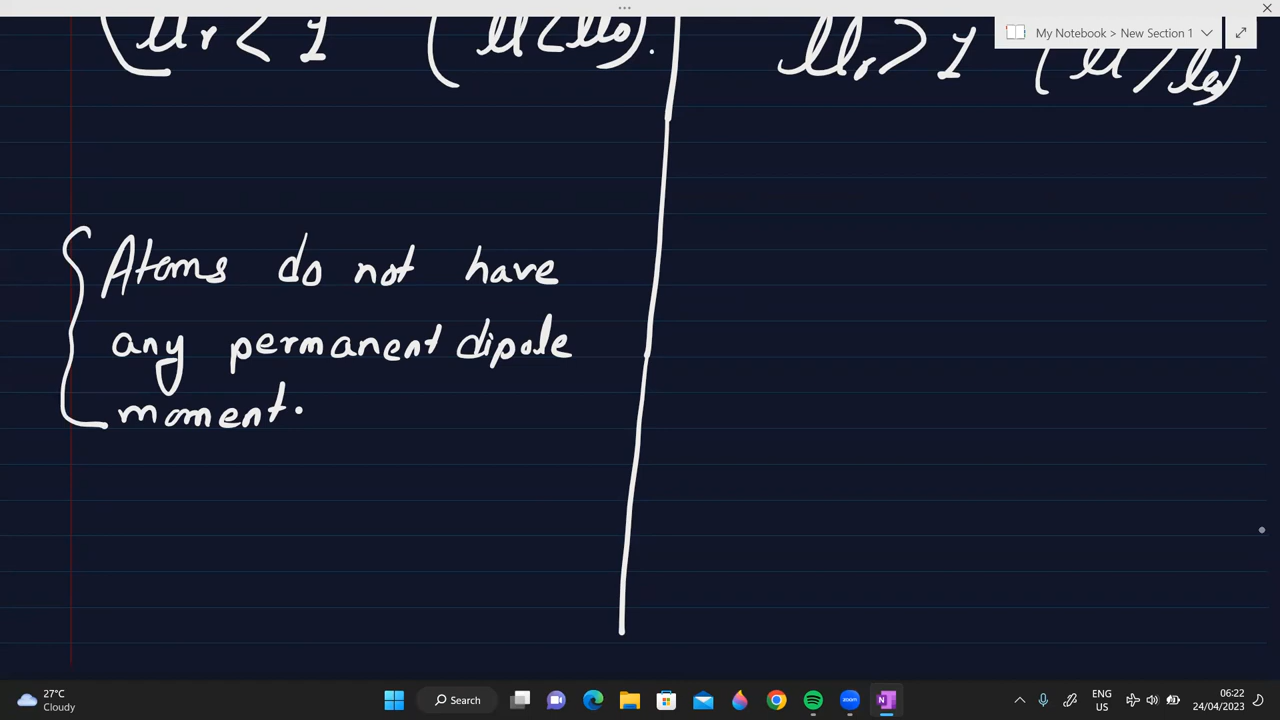 My Notebook > New Section 1
μr < 1 (μ < μ0).
μr > 1 (μ > μ0)
Atoms do not have
any permanent dipole
moment.
27°C
Cloudy
Search
zoom
ENG
US
06:22
24/04/2023